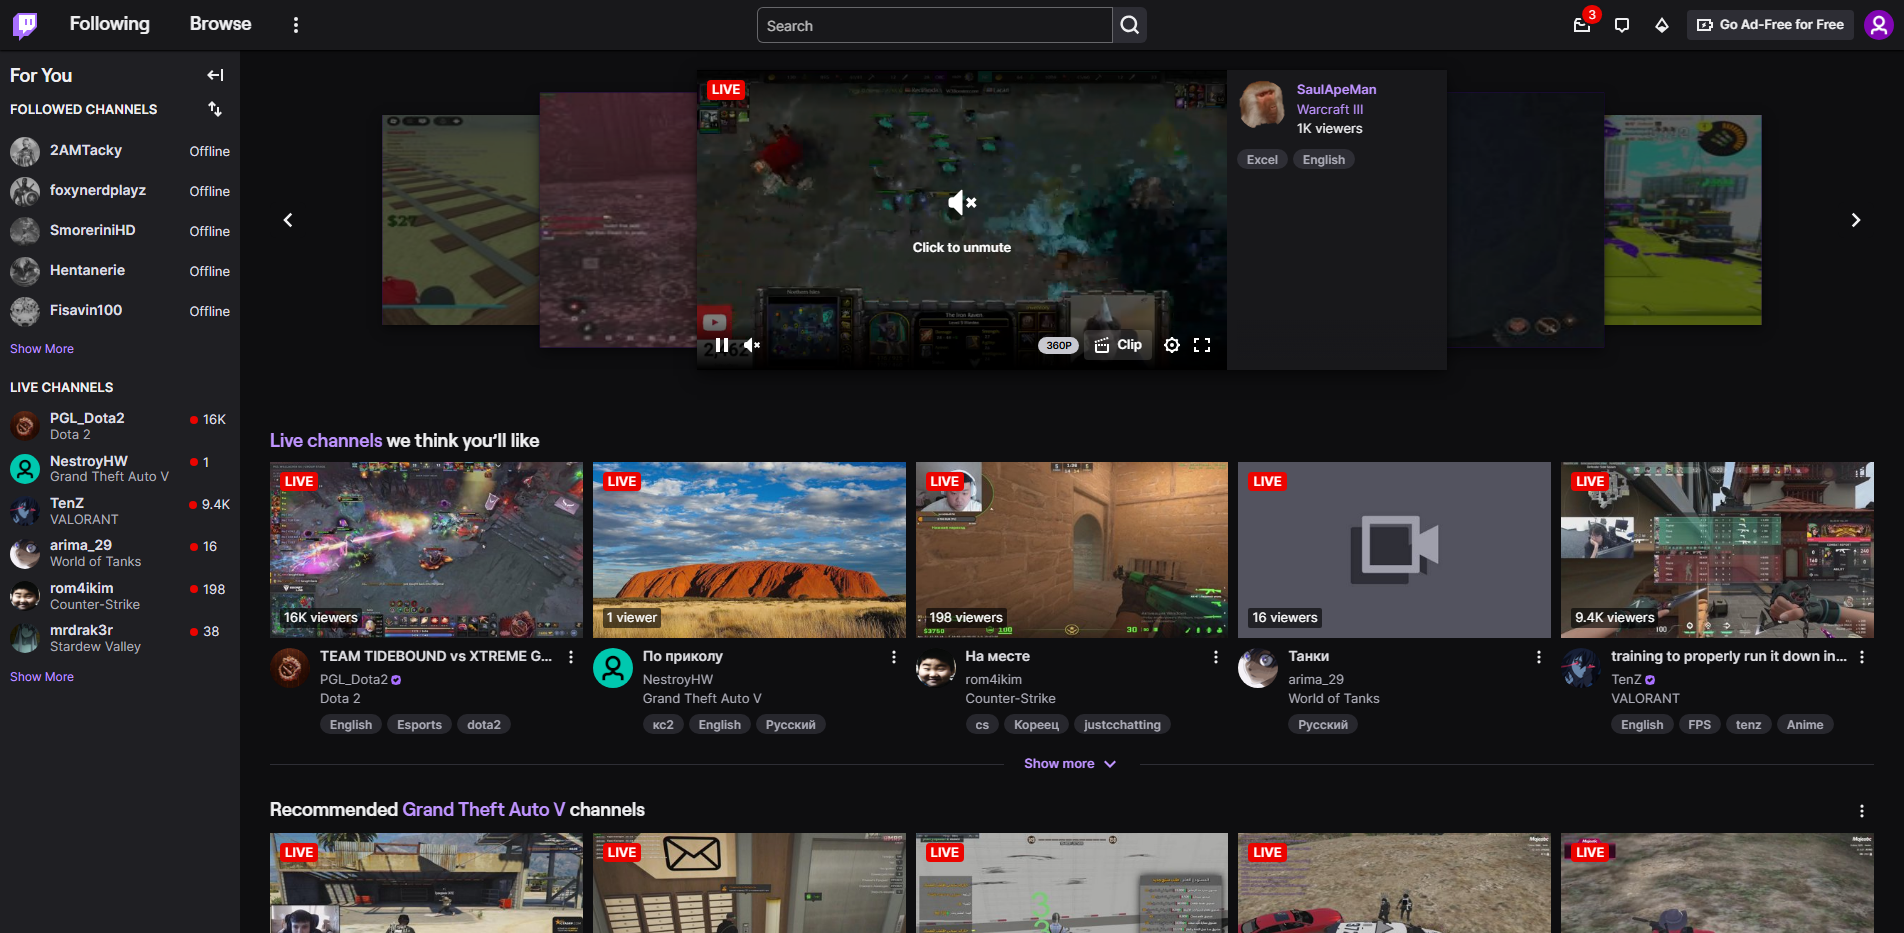 Following
Browse
Search
3
Go Ad-Free for Free
For You
FOLLOWED CHANNELS
2AMTacky Offline
foxynerdplayz Offline
SmoreriniHD Offline
Hentanerie Offline
Fisavin100 Offline
Show More
LIVE CHANNELS
PGL_Dota2 16K
Dota 2
NestroyHW 1
Grand Theft Auto V
TenZ 9.4K
VALORANT
arima_29 16
World of Tanks
rom4ikim 198
Counter-Strike
mrdrak3r 38
Stardew Valley
Show More
LIVE
Click to unmute
360P
Clip
SaulApeMan
Warcraft III
1K viewers
Excel English
Live channels we think you'll like
LIVE
16K viewers
TEAM TIDEBOUND vs XTREME G...
PGL_Dota2
Dota 2
English Esports dota2
LIVE
1 viewer
По приколу
NestroyHW
Grand Theft Auto V
кс2 English Русский
LIVE
198 viewers
На месте
rom4ikim
Counter-Strike
cs Кореец justcchatting
LIVE
16 viewers
Танки
arima_29
World of Tanks
Русский
LIVE
9.4K viewers
training to properly run it down in...
TenZ
VALORANT
English FPS tenz Anime
Show more
Recommended Grand Theft Auto V channels
LIVE
LIVE
LIVE
LIVE
LIVE